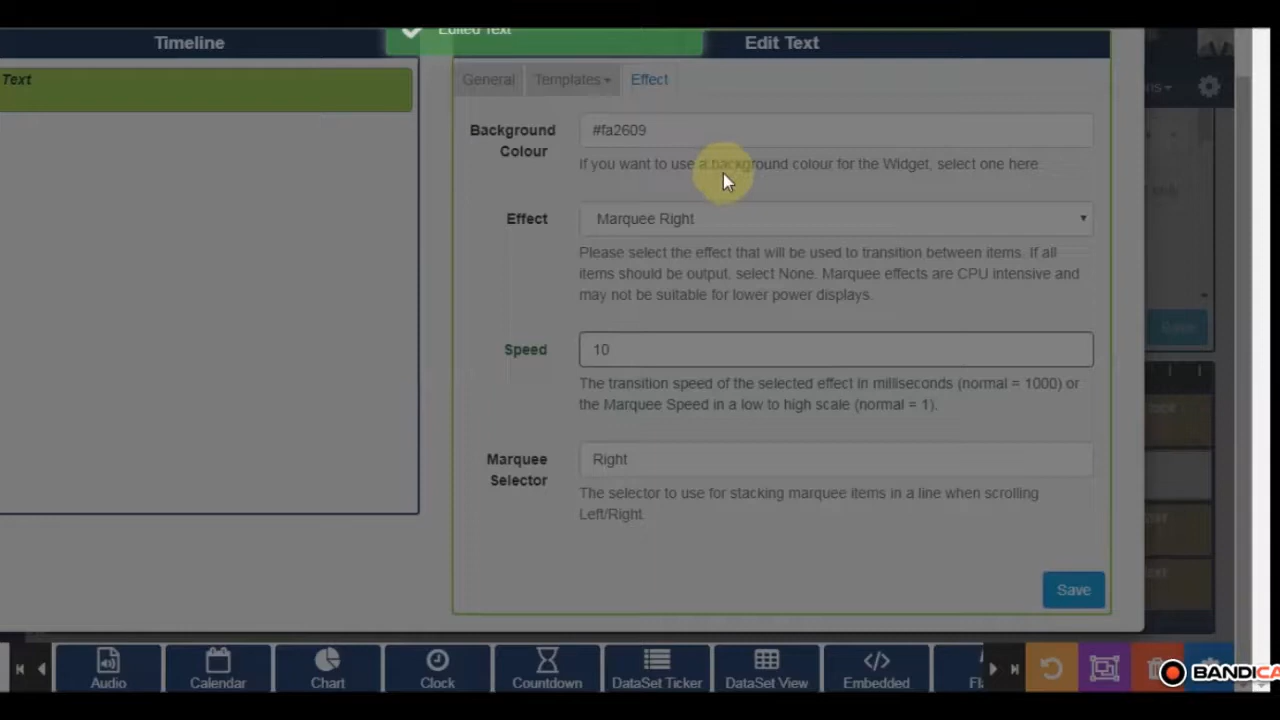 Timeline
Edited Text
Edit Text
Text
General
Templates
Effect
Background
Colour
#fa2609
If you want to use a background colour for the Widget, select one here.
Effect
Marquee Right
Please select the effect that will be used to transition between items. If all
items should be output, select None. Marquee effects are CPU intensive and
may not be suitable for lower power displays.
Speed
10
The transition speed of the selected effect in milliseconds (normal = 1000) or
the Marquee Speed in a low to high scale (normal = 1).
Marquee
Selector
Right
The selector to use for stacking marquee items in a line when scrolling
Left/Right.
Save
Save
Audio
Calendar
Chart
Clock
Countdown
DataSet Ticker
DataSet View
Embedded
BANDICA